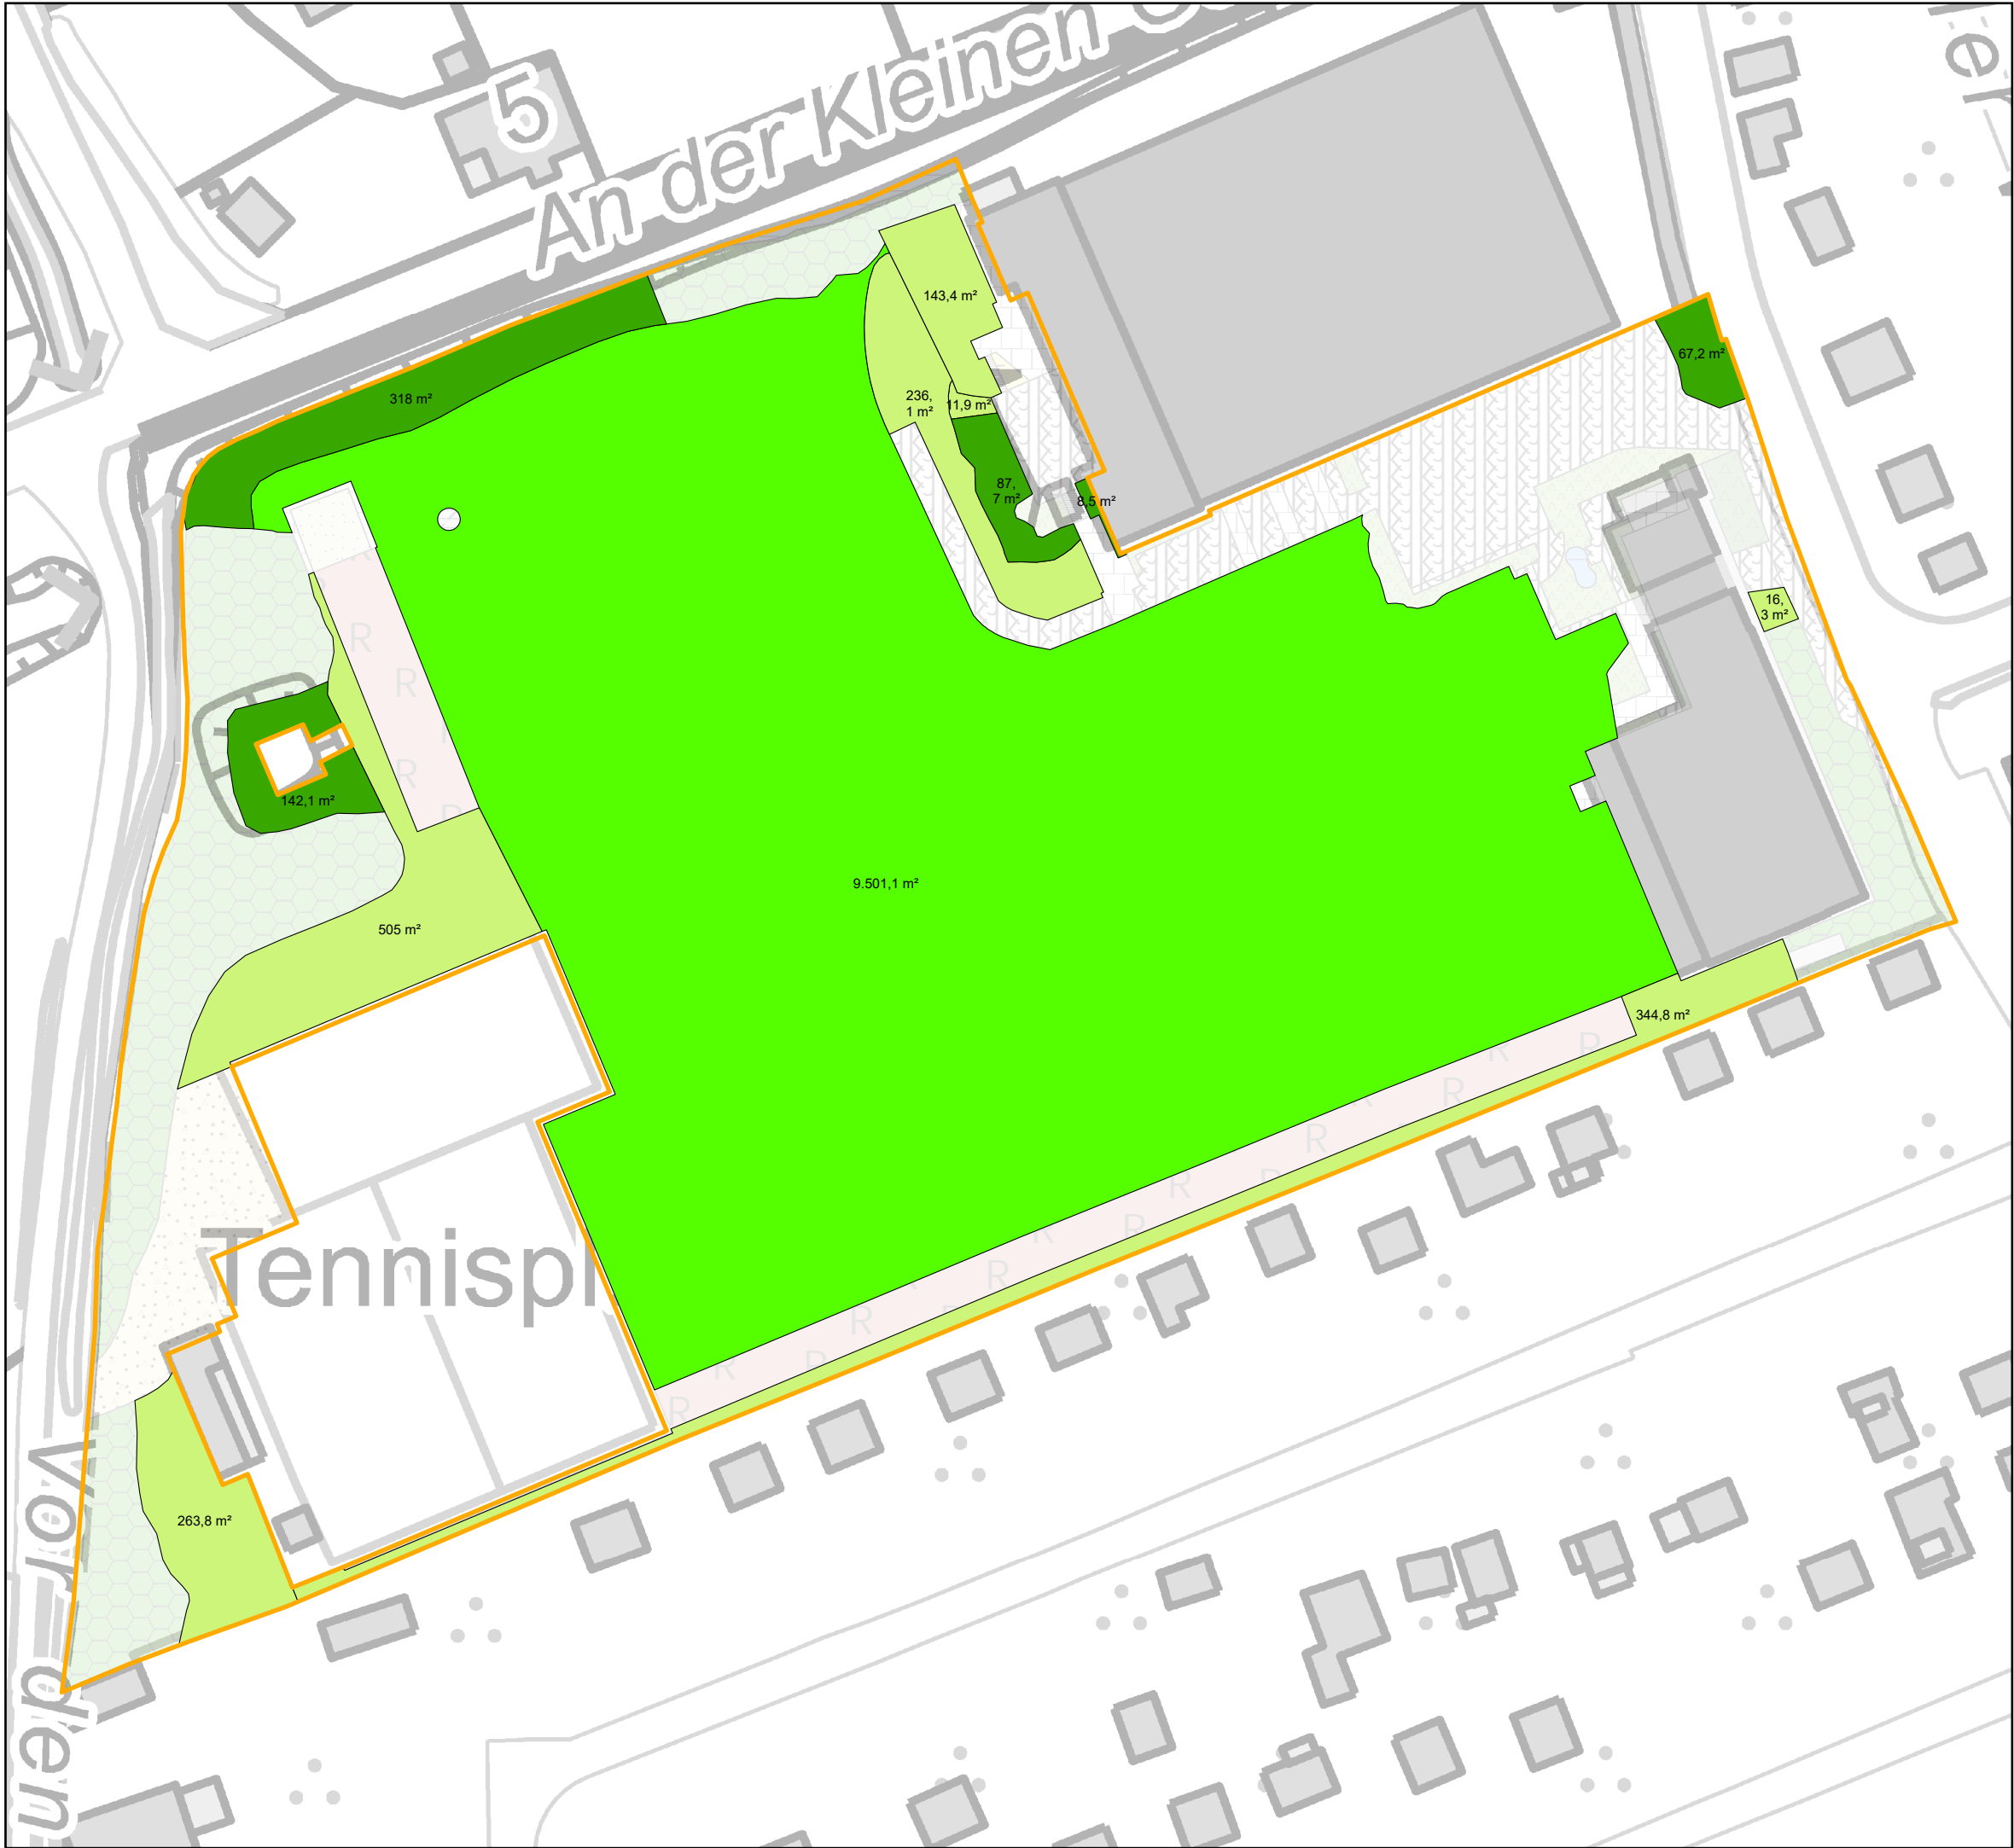 5
An der Kleinen
er
143,4 m²
67,2 m²
318 m²
236,
1 m²
11,9 m²
87,
7 m²
8,5 m²
16,
3 m²
R
R
R
142,1 m²
9.501,1 m²
505 m²
344,8 m²
R
R
R
R
R
R
R
R
R
R
R
R
Tennispl
263,8 m²
Vor den